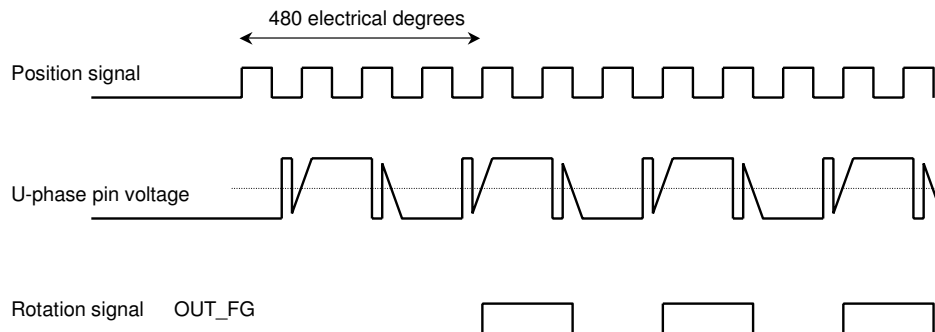 480 electrical degrees
Position signal
U-phase pin voltage
Rotation signal OUT_FG